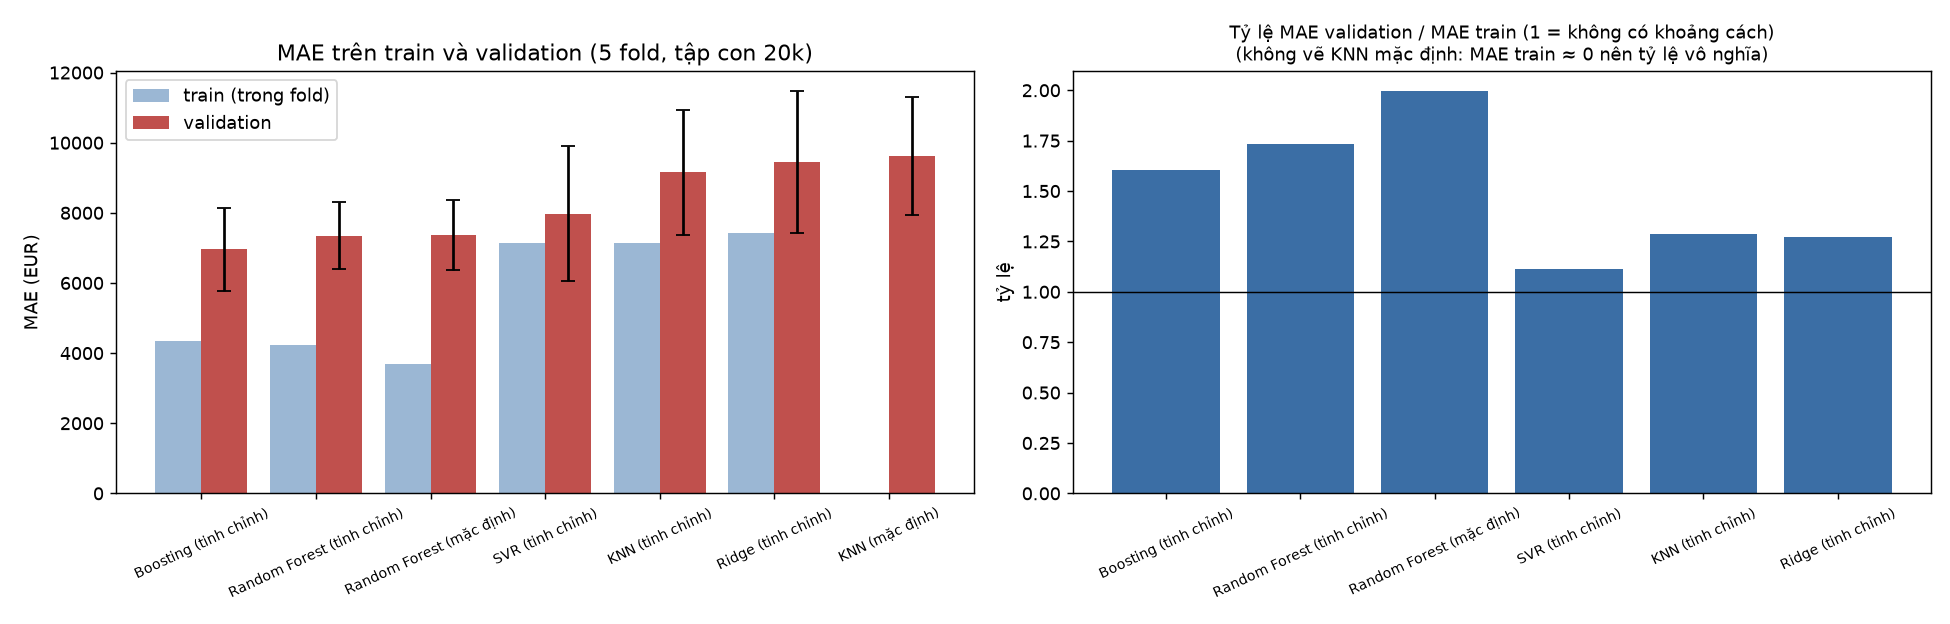 MAE trên train và validation (5 fold, tập con 20k)
MAE (EUR)
12000
10000
8000
6000
4000
2000
0
train (trong fold)
validation
Boosting (tinh chỉnh)
Random Forest (tinh chỉnh)
Random Forest (mặc định)
SVR (tinh chỉnh)
KNN (tinh chỉnh)
Ridge (tinh chỉnh)
KNN (mặc định)
Tỷ lệ MAE validation / MAE train (1 = không có khoảng cách)
(không vẽ KNN mặc định: MAE train ≈ 0 nên tỷ lệ vô nghĩa)
tỷ lệ
2.00
1.75
1.50
1.25
1.00
0.75
0.50
0.25
0.00
Boosting (tinh chỉnh)
Random Forest (tinh chỉnh)
Random Forest (mặc định)
SVR (tinh chỉnh)
KNN (tinh chỉnh)
Ridge (tinh chỉnh)